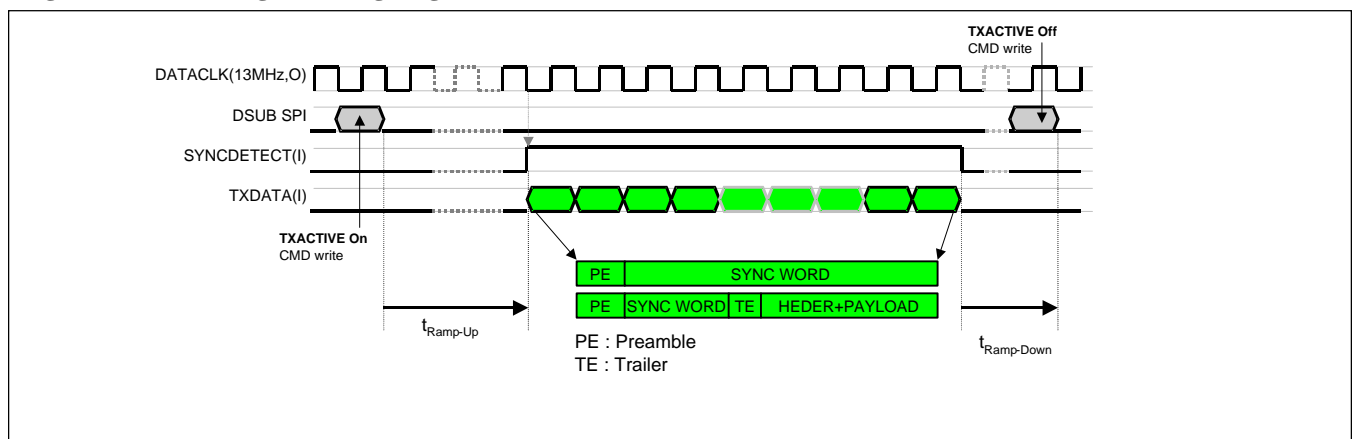 TXACTIVE Off
CMD write
DATACLK(13MHz,O)
DSUB SPI
SYNCDETECT(I)
TXDATA(I)
TXACTIVE On
CMD write
PE SYNC WORD
PE SYNC WORD TE HEDER+PAYLOAD
tRamp-Up
tRamp-Down
PE : Preamble
TE : Trailer